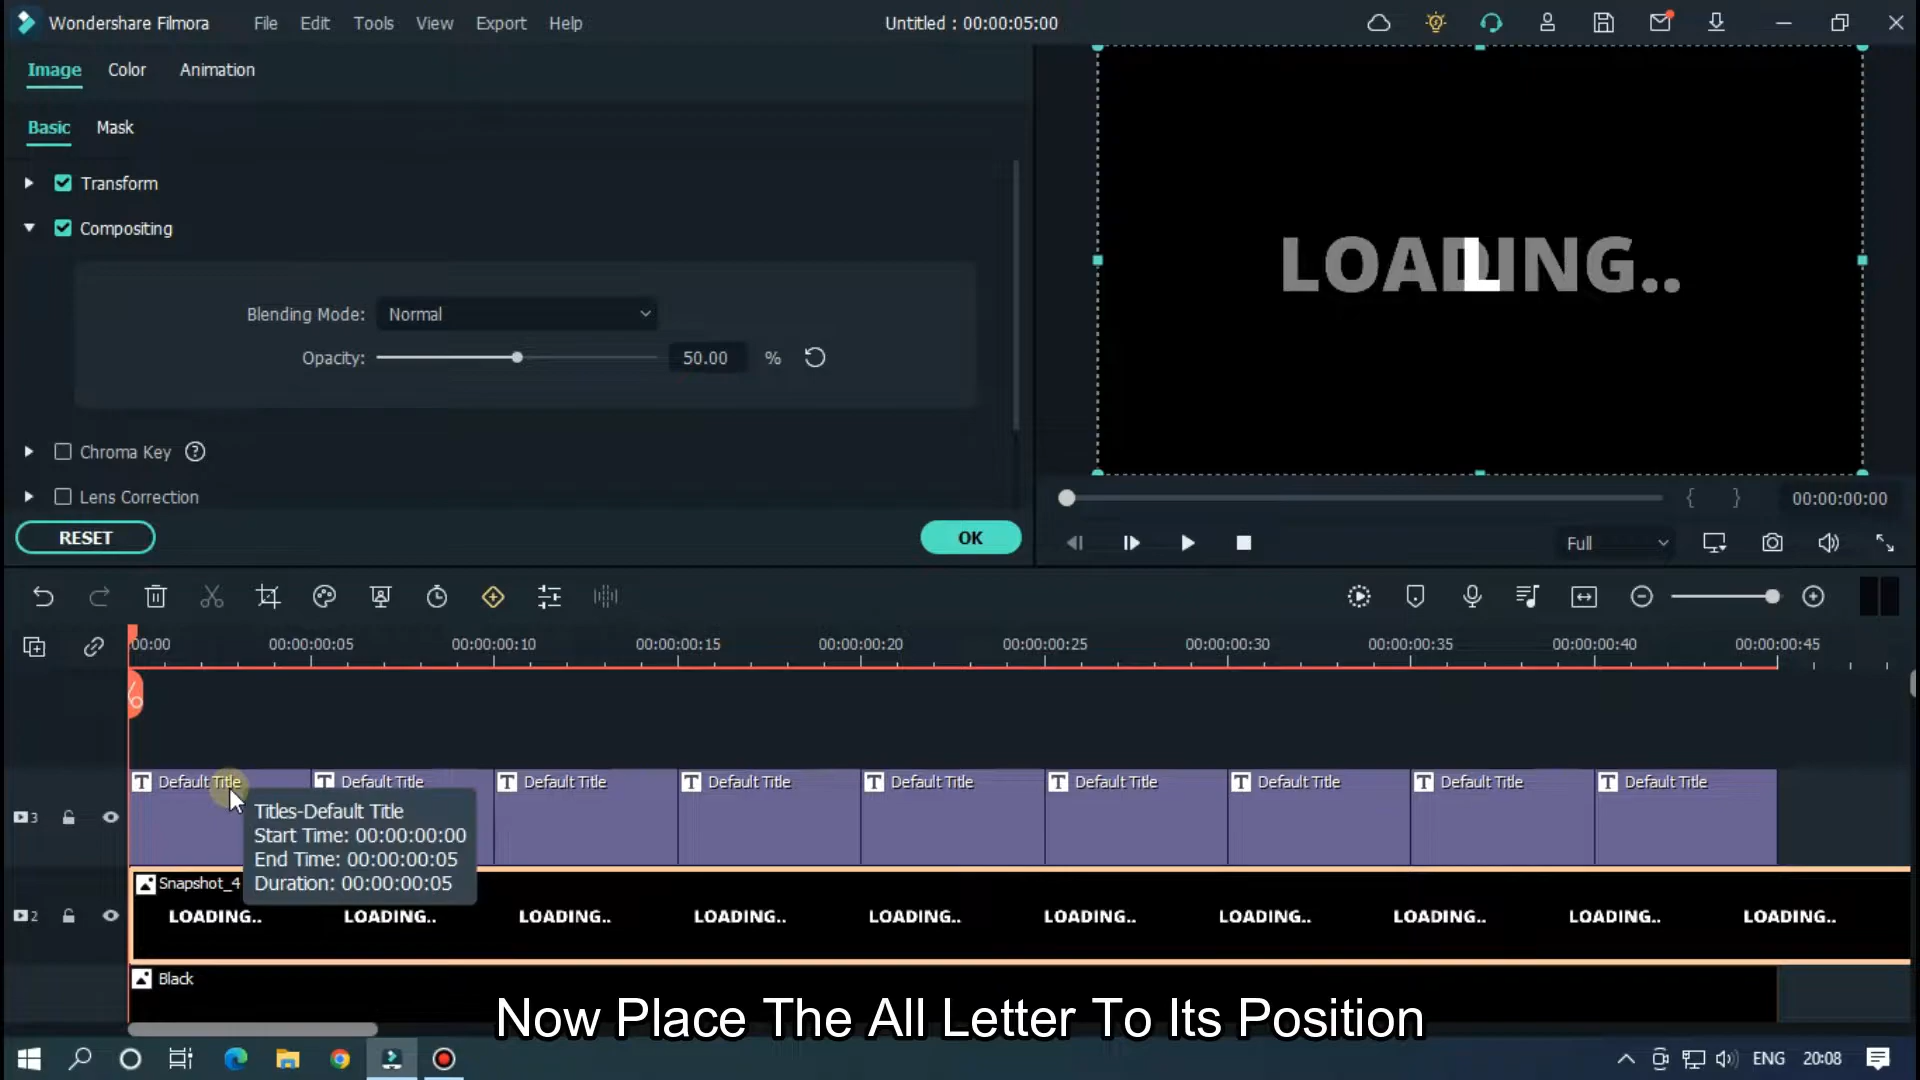 Wondershare Filmora File Edit Tools View Export Help Untitled : 00:00:05:00
Image Color Animation
Basic Mask
Transform
Compositing
Blending Mode: Normal
Opacity: 50.00 %
Chroma Key ?
Lens Correction
RESET OK
LOADING..
L
{ } 00:00:00:00
Full
00:00 00:00:00:05 00:00:00:10 00:00:00:15 00:00:00:20 00:00:00:25 00:00:00:30 00:00:00:35 00:00:00:40 00:00:00:45
T Default Title T Default Title T Default Title T Default Title T Default Title T Default Title T Default Title T Default Title T Default Title
3
Titles-Default Title
Start Time: 00:00:00:00
End Time: 00:00:00:05
Duration: 00:00:00:05
Snapshot_4
2 LOADING.. LOADING.. LOADING.. LOADING.. LOADING.. LOADING.. LOADING.. LOADING.. LOADING.. LOADING..
Black
Now Place The All Letter To Its Position
ENG 20:08